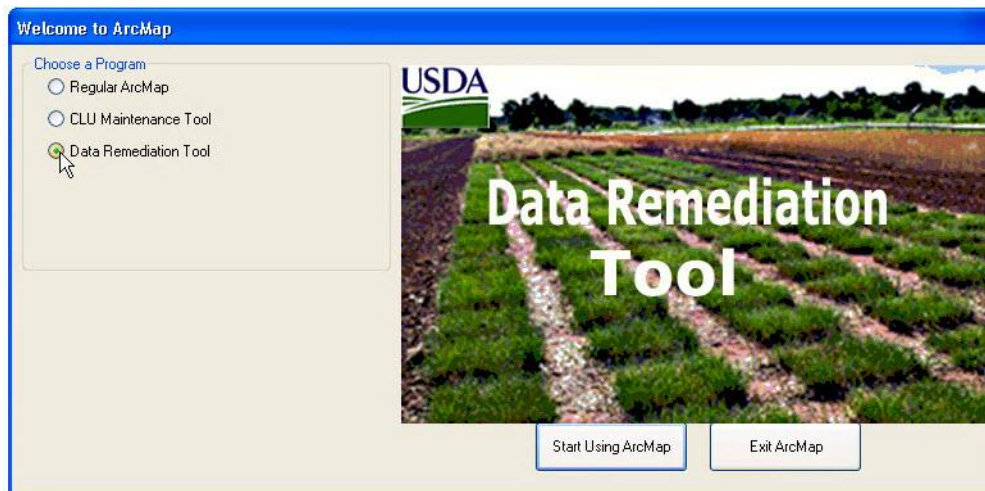 Welcome to ArcMap
Choose a Program
Regular ArcMap
CLU Maintenance Tool
Data Remediation Tool
USDA
Data Remediation
Tool
Start Using ArcMap
Exit ArcMap